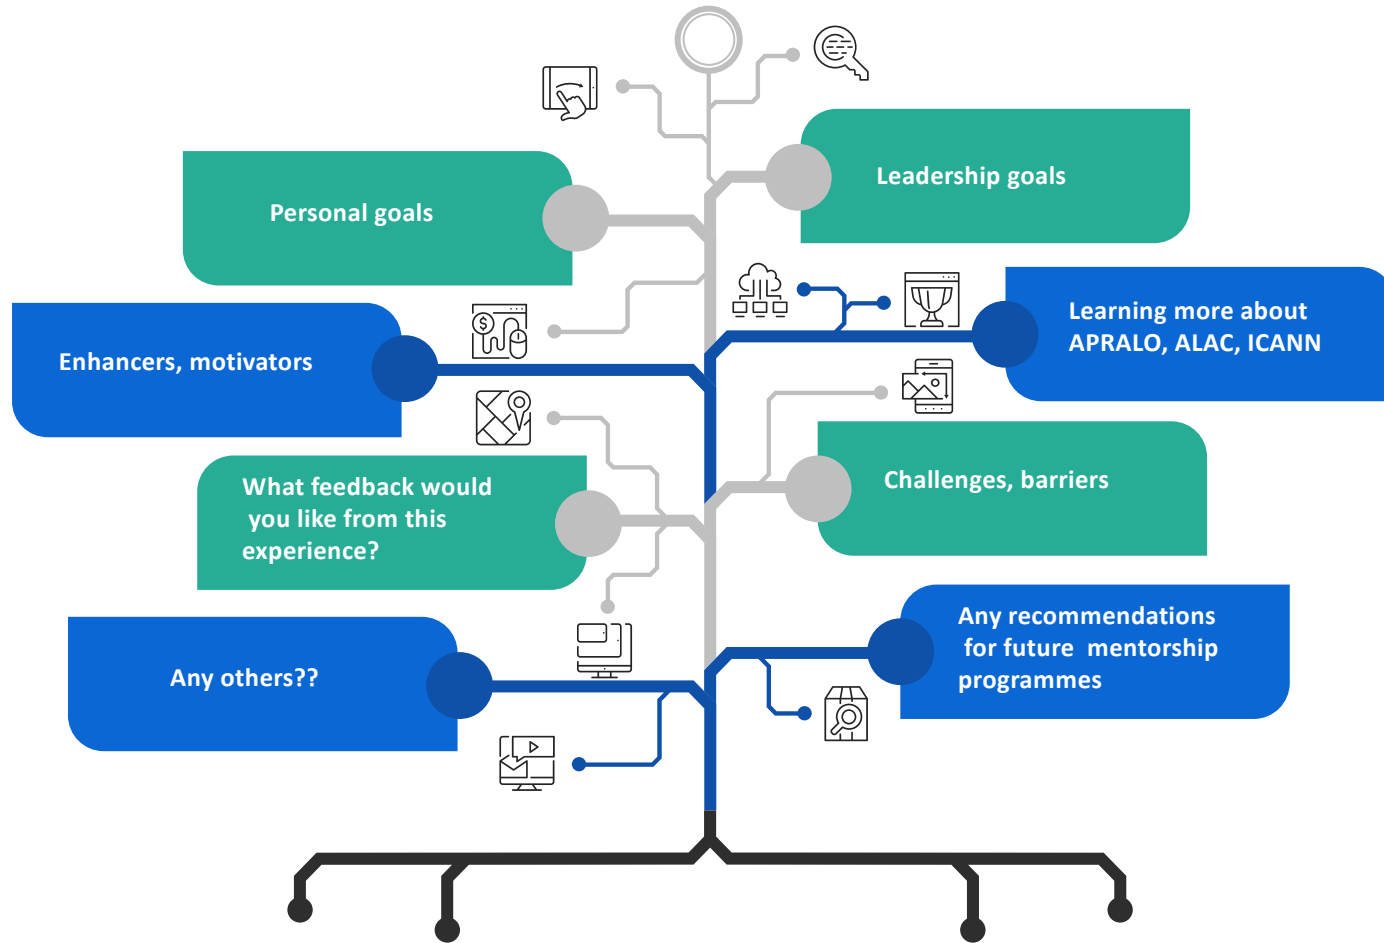 Leadership goals
Personal goals
Learning more about
APRALO, ALAC, ICANN
Enhancers, motivators
What feedback would
you like from this
experience?
Challenges, barriers
Any recommendations
for future  mentorship
programmes
Any others??
$